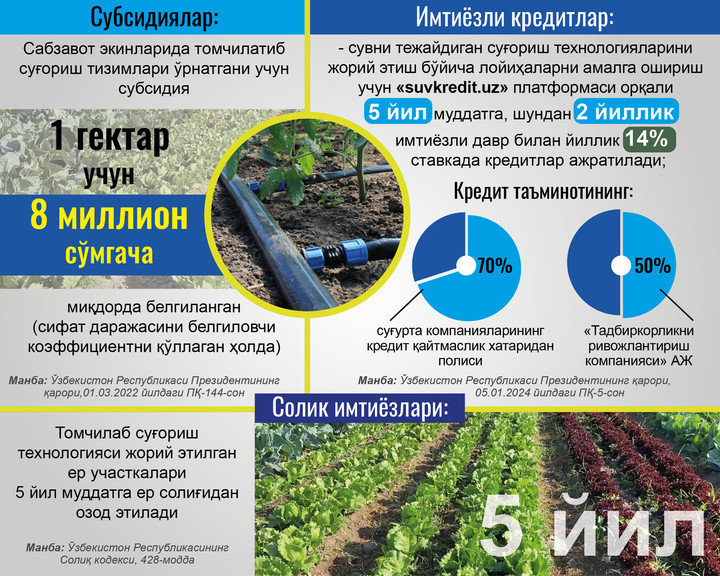 Субсидиялар:
Сабзавот экинларида томчилатиб
суғориш тизимлари ўрнатгани учун
субсидия
1 гектар
учун
8 миллион
сўмгача
миқдорда белгиланган
(сифат даражасини белгиловчи
коэффициентни қўллаган ҳолда)
Манба: Ўзбекистон Республикаси Президентининг
қарори,01.03.2022 йилдаги ПҚ-144-сон
Имтиёзли кредитлар:
- сувни тежайдиган суғориш технологияларини
жорий этиш бўйича лойиҳаларни амалга ошириш
учун «suvkredit.uz» платформаси орқали
5 йил муддатга, шундан 2 йиллик
имтиёзли давр билан йиллик 14%
ставкада кредитлар ажратилади;
Кредит таъминотининг:
70%
суғурта компанияларининг
кредит қайтмаслик хатаридан
полиси
50%
«Тадбиркорликни
ривожлантириш
компанияси» АЖ
Манба: Ўзбекистон Республикаси Президентининг қарори,
05.01.2024 йилдаги ПҚ-5-сон
Солик имтиёзлари:
Томчилаб суғориш
технологияси жорий этилган
ер участкалари
5 йил муддатга ер солиғидан
озод этилади
Манба: Ўзбекистон Республикасининг
Солиқ кодекси, 428-модда
5 йил